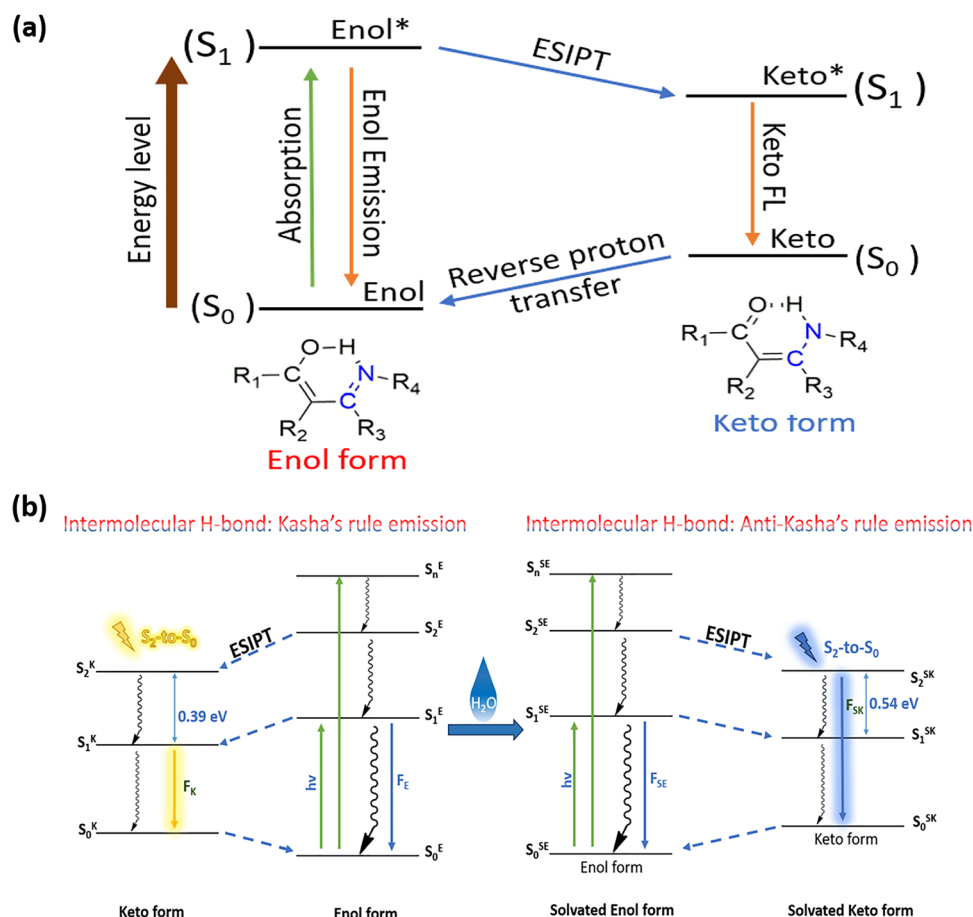 (a)
(S1) Enol*
ESIPT
Keto* (S1)
Energy level
Absorption
Enol Emission
Keto FL
Reverse proton
transfer
(S0) Enol
Keto (S0)
O H
R1 C N R4
C
R2 R3
Enol form
O H
R1 C N R4
C
R2 R3
Keto form
(b)
Intermolecular H-bond: Kasha's rule emission
Intermolecular H-bond: Anti-Kasha's rule emission
S2-to-S0
ESIPT
SnE
S2E
S2K
0.39 eV
S1E
S1K
FK
hν
FE
S0K
S0E
H2O
SnSE
S2SE
ESIPT
S2-to-S0
S2SK
FSK
0.54 eV
S1SE
S1SK
hν
FSE
S0SK
Keto form
S0SE
Enol form
Keto form
Enol form
Solvated Enol form
Solvated Keto form